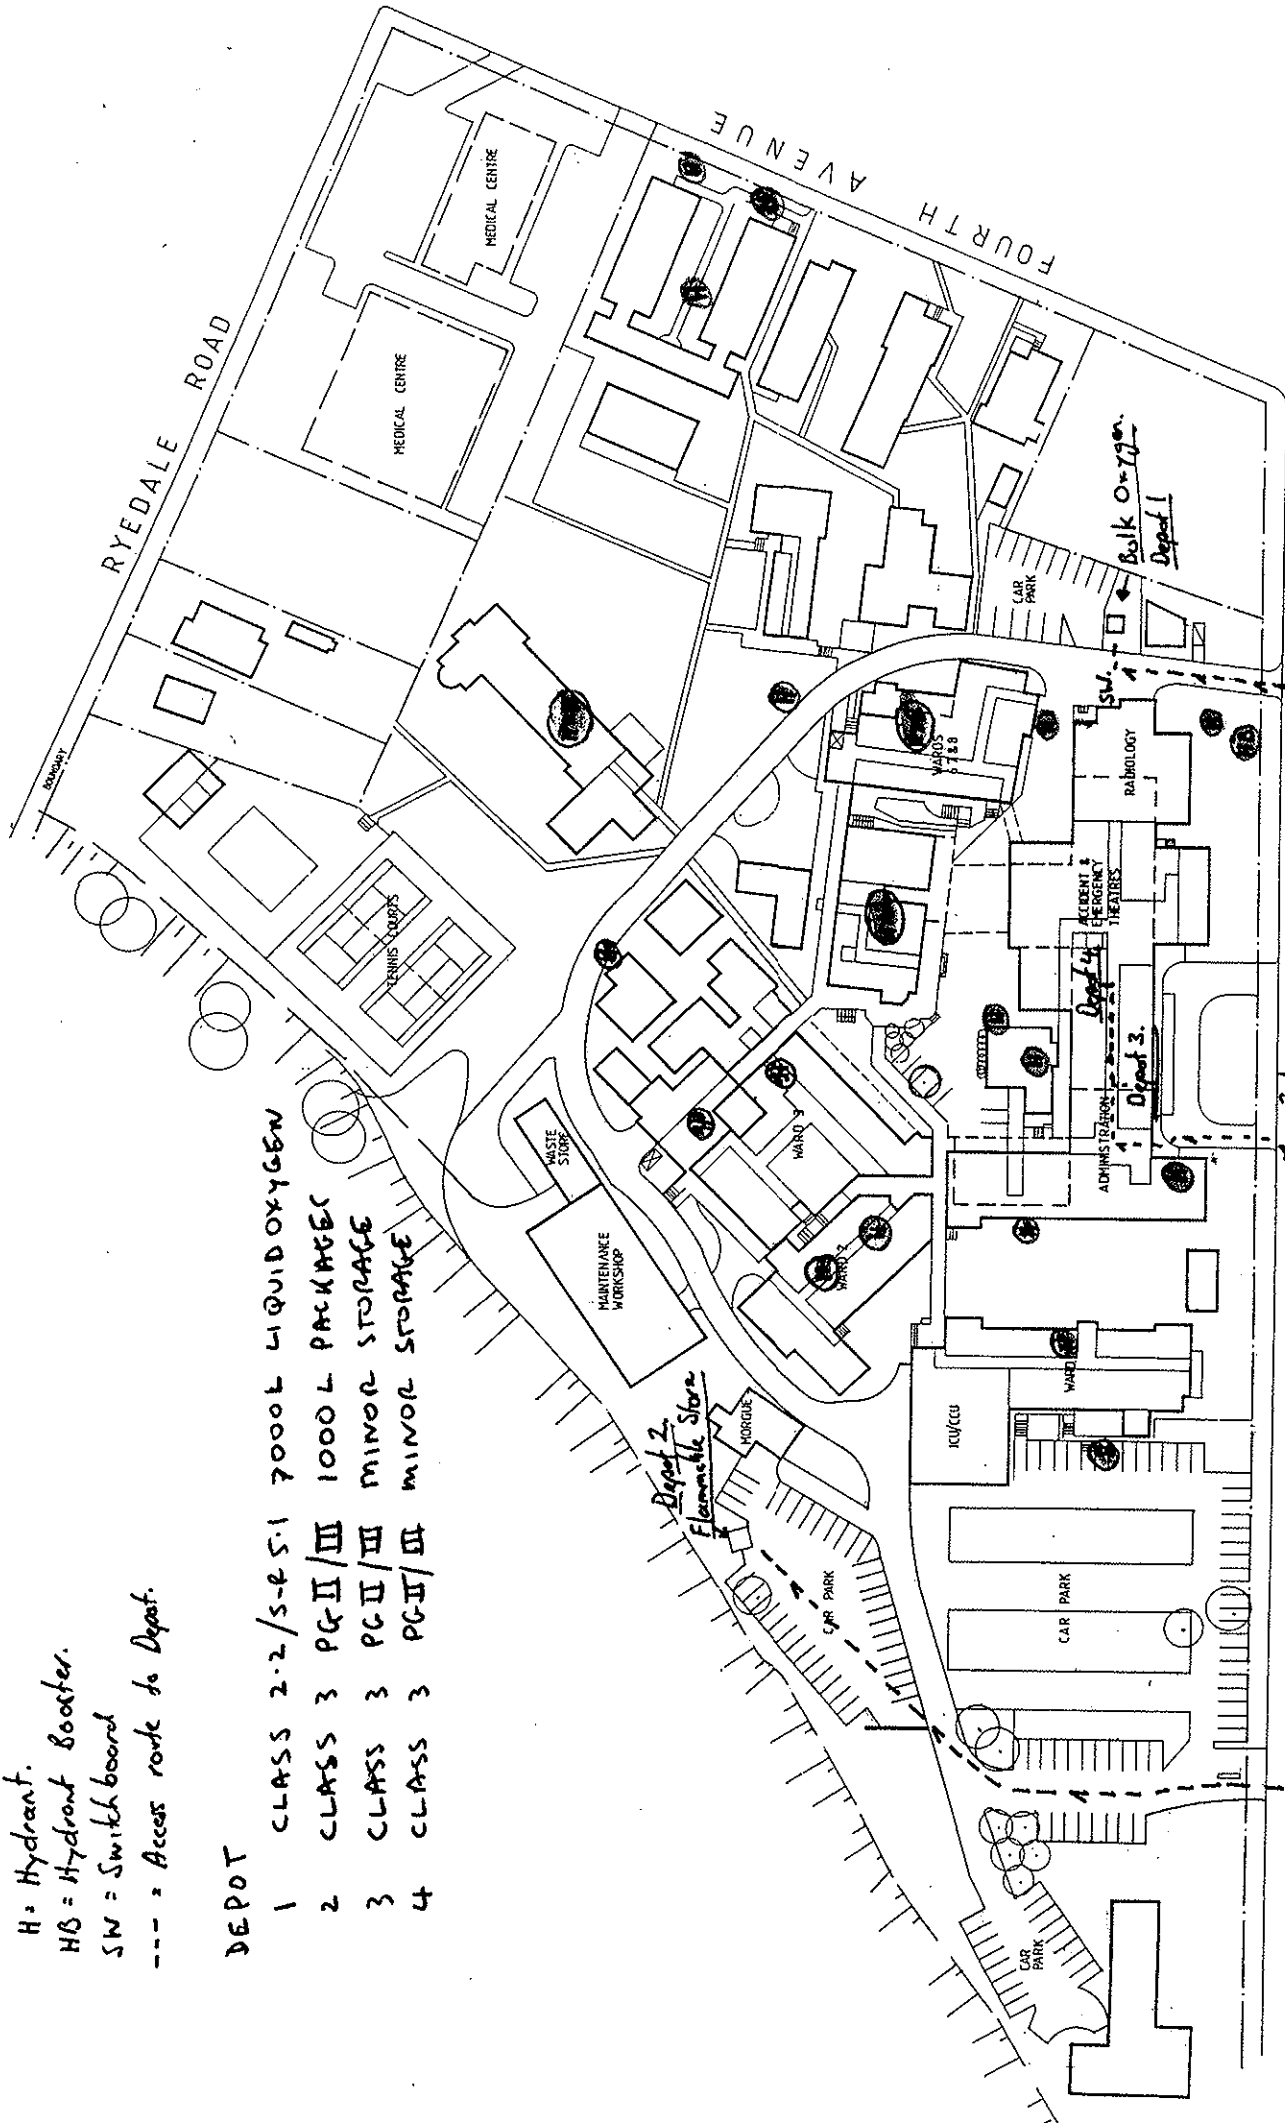 H = Hydrant.
HB = Hydrant Booster.
SW = Switchboard
--- = Access route to Depot.
DEPOT
1 CLASS 2.2/S-R 5.1 7000L LIQUID OXYGEN
2 CLASS 3 PG II/III 1000 L PACKAGES
3 CLASS 3 PG II/III MINOR STORAGE
4 CLASS 3 PG II/III MINOR STORAGE
BOUNDARY
RYEDALE ROAD
FOURTH AVENUE
MEDICAL CENTRE
MEDICAL CENTRE
TENNIS COURTS
WASTE STORE
MAINTENANCE WORKSHOP
MORGUE
Depot 2.
Flammable Store
CAR PARK
CAR PARK
CAR PARK
ICU/CCU
WARD
WARD 2
WARD 3
WARDS
6 7 & 8
CAR PARK
← Bulk Oxygen.
Depot 1
SW.
RADIOLOGY
ACCIDENT &
EMERGENCY
THEATRES
Depot 4
Depot 3.
ADMINISTRATION
HB